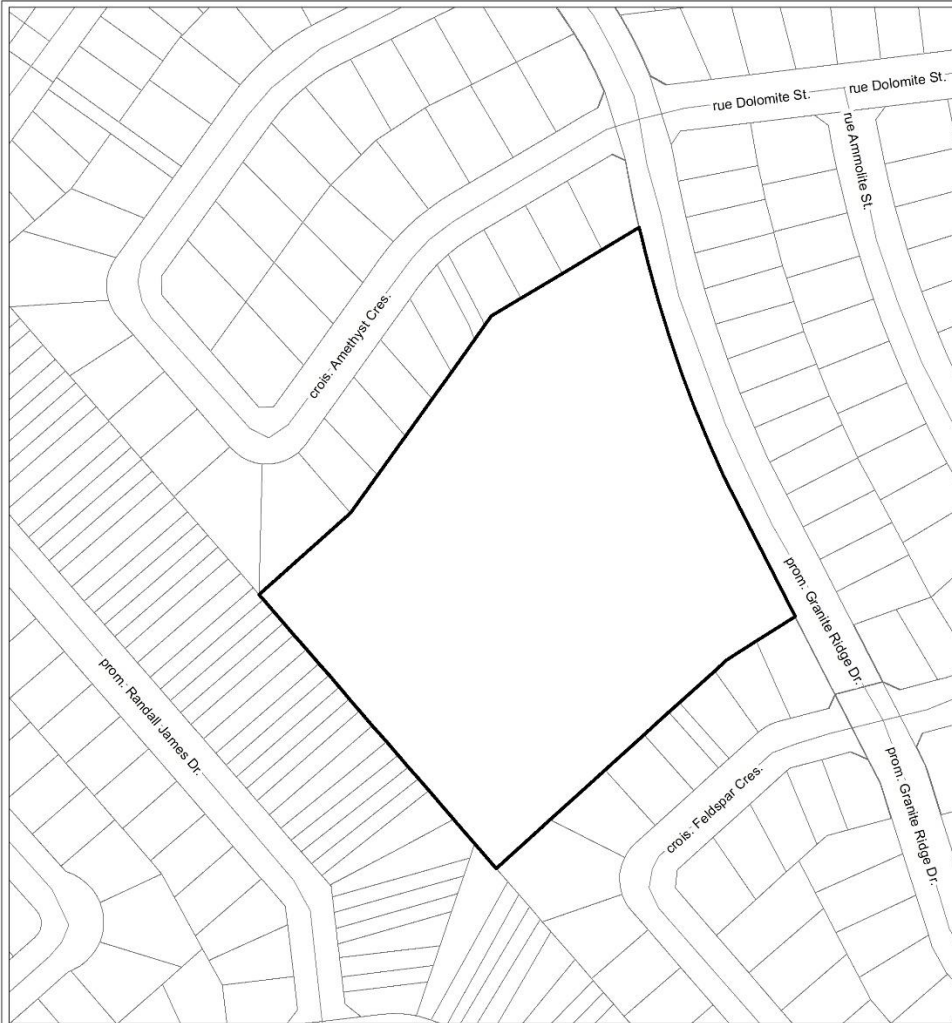 rue Dolomite St.
rue Dolomite St.
rue Ammolite St.
crois. Amethyst Cres.
prom. Granite Ridge Dr.
prom. Randall James Dr.
crois. Feldspar Cres.
prom. Granite Ridge Dr.